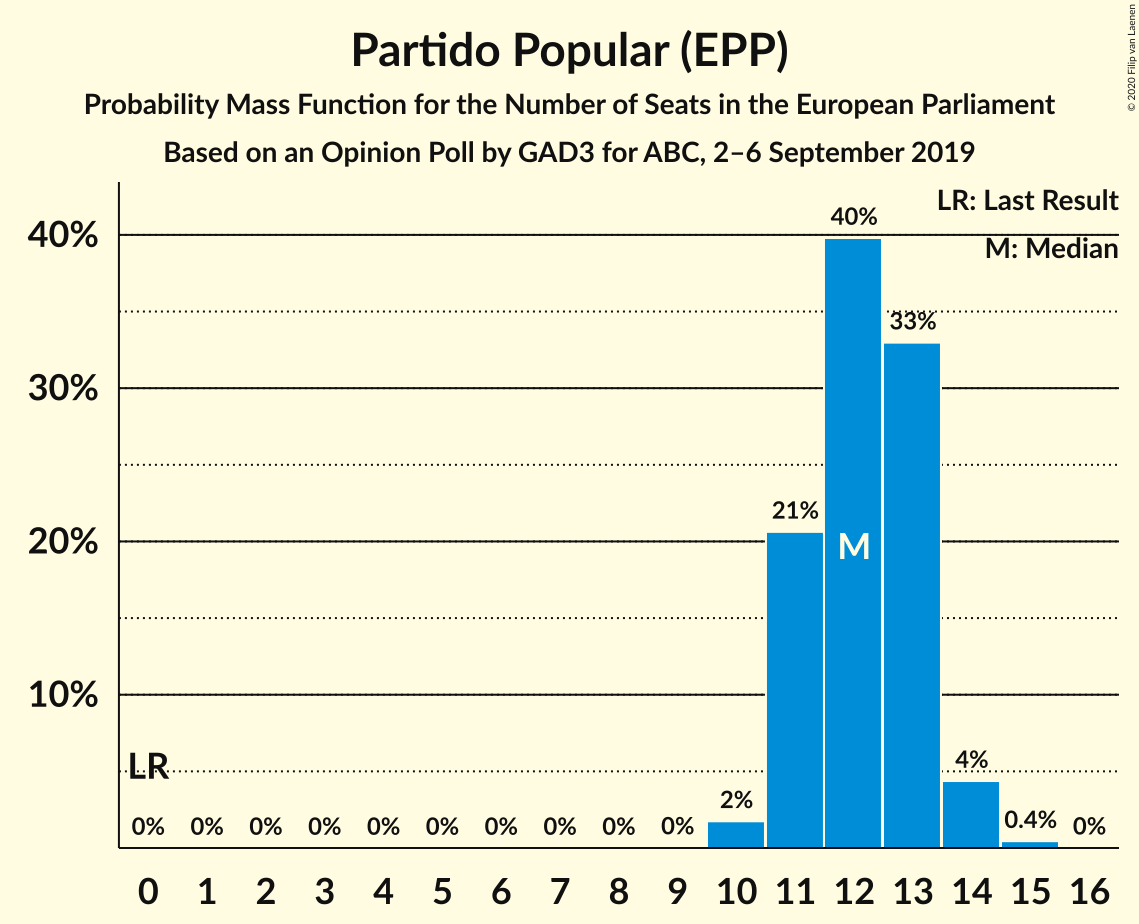 Partido Popular (EPP)
Probability Mass Function for the Number of Seats in the European Parliament
Based on an Opinion Poll by GAD3 for ABC, 2–6 September 2019
© 2020 Filip van Laenen
LR: Last Result
M: Median
40%
30%
20%
10%
40%
33%
21%
M
LR
4%
2%
0.4%
0% 0% 0% 0% 0% 0% 0% 0% 0% 0% 0%
0 1 2 3 4 5 6 7 8 9 10 11 12 13 14 15 16